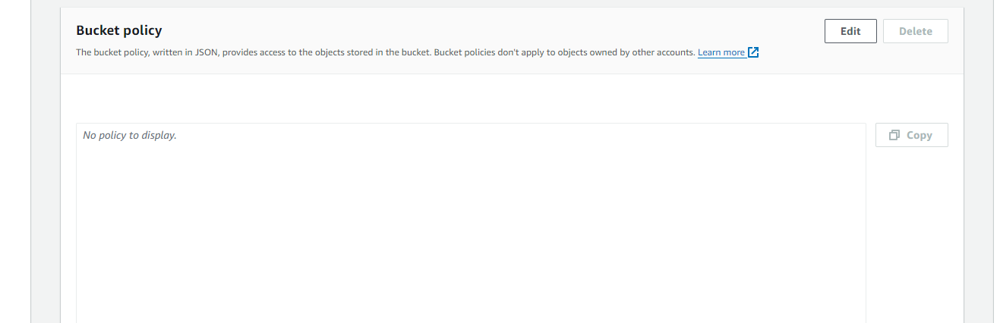 Bucket policy
Edit
Delete
The bucket policy, written in JSON, provides access to the objects stored in the bucket. Bucket policies don't apply to objects owned by other accounts. Learn more
No policy to display.
Copy